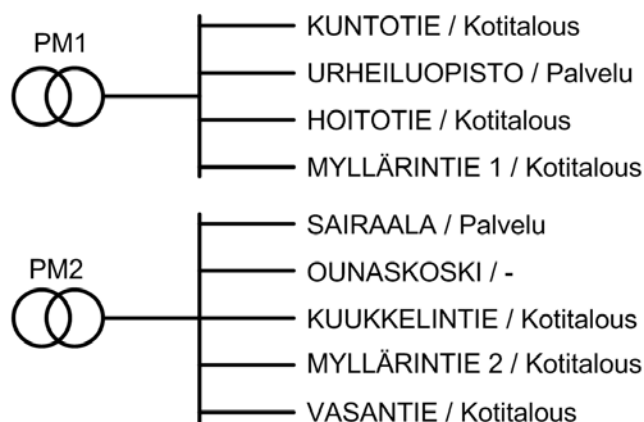 PM1
KUNTOTIE / Kotitalous
URHEILUOPISTO / Palvelu
HOITOTIE / Kotitalous
MYLLÄRINTIE 1 / Kotitalous
PM2
SAIRAALA / Palvelu
OUNASKOSKI / -
KUUKKELINTIE / Kotitalous
MYLLÄRINTIE 2 / Kotitalous
VASANTIE / Kotitalous